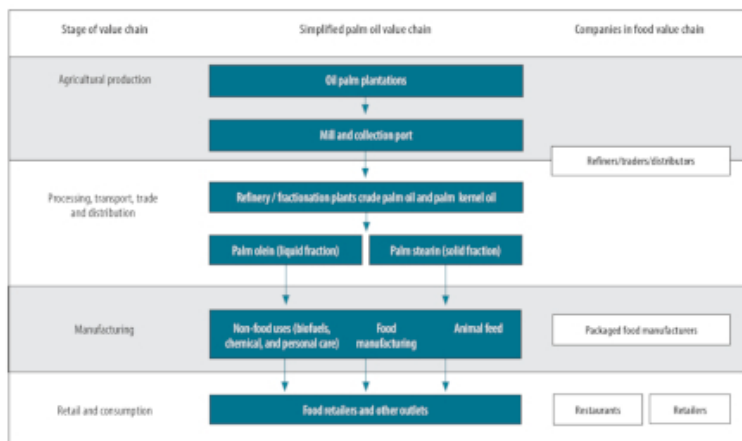 Stage of value chain
Simplified palm oil value chain
Companies in food value chain
Agricultural production
Oil palm plantations
Mill and collection port
Refiners/traders/distributors
Processing, transport, trade
and distribution
Refinery / fractionation plants crude palm oil and palm kernel oil
Palm olein (liquid fraction)
Palm stearin (solid fraction)
Manufacturing
Non-food uses (biofuels,
chemical, and personal care)
Food
manufacturing
Animal feed
Packaged food manufacturers
Retail and consumption
Food retailers and other outlets
Restaurants
Retailers